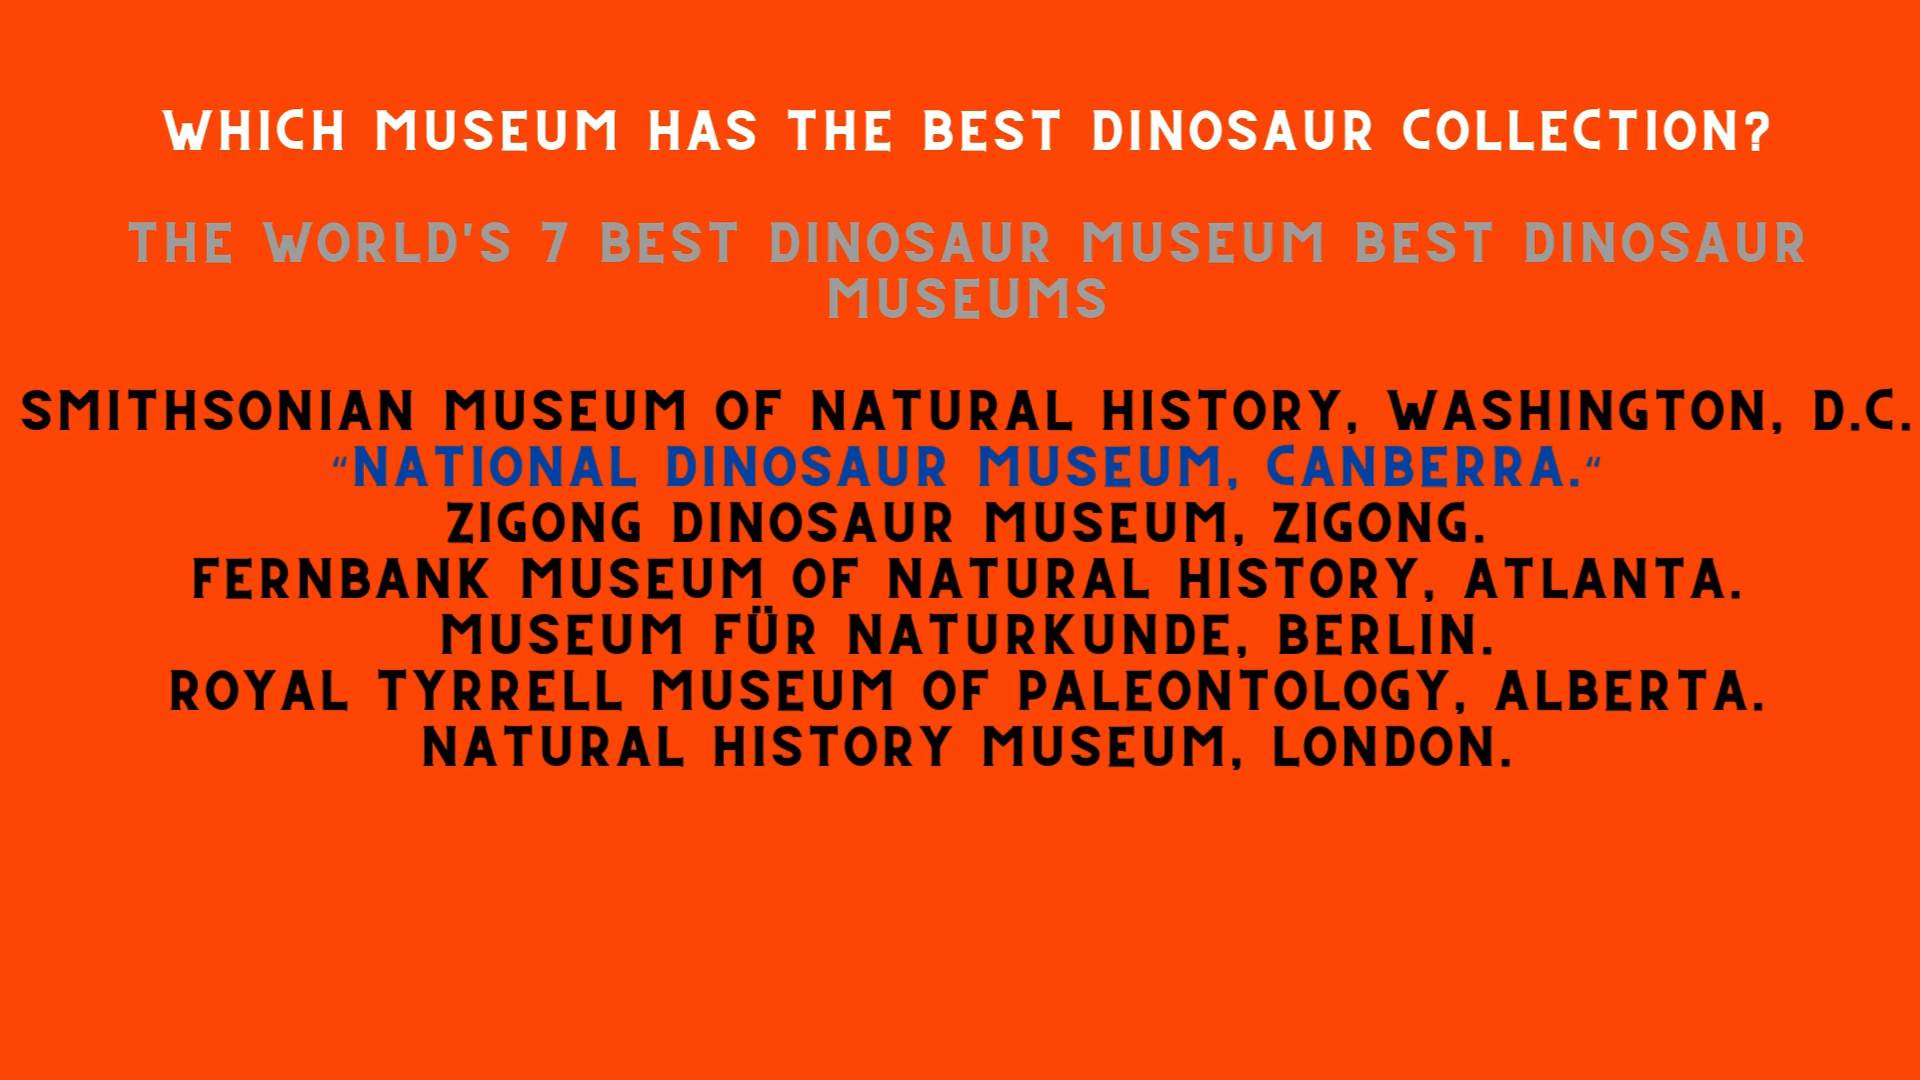 WHICH MUSEUM HAS THE BEST DINOSAUR COLLECTION?
THE WORLD'S 7 BEST DINOSAUR MUSEUM BEST DINOSAUR
MUSEUMS
SMITHSONIAN MUSEUM OF NATURAL HISTORY, WASHINGTON, D.C.
“NATIONAL DINOSAUR MUSEUM, CANBERRA.“
ZIGONG DINOSAUR MUSEUM, ZIGONG.
FERNBANK MUSEUM OF NATURAL HISTORY, ATLANTA.
MUSEUM FÜR NATURKUNDE, BERLIN.
ROYAL TYRRELL MUSEUM OF PALEONTOLOGY, ALBERTA.
NATURAL HISTORY MUSEUM, LONDON.